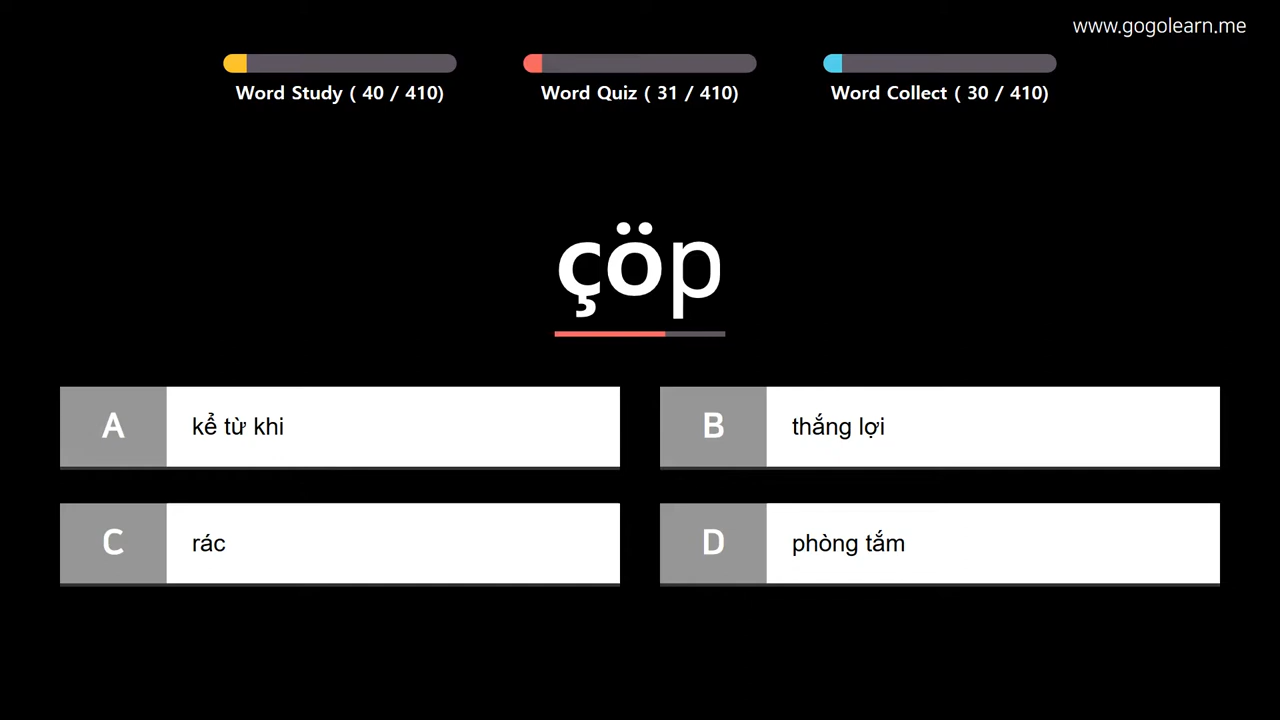 www.gogolearn.me
Word Study ( 40 / 410)
Word Quiz ( 31 / 410)
Word Collect ( 30 / 410)
çöp
A kể từ khi
B thắng lợi
C rác
D phòng tắm